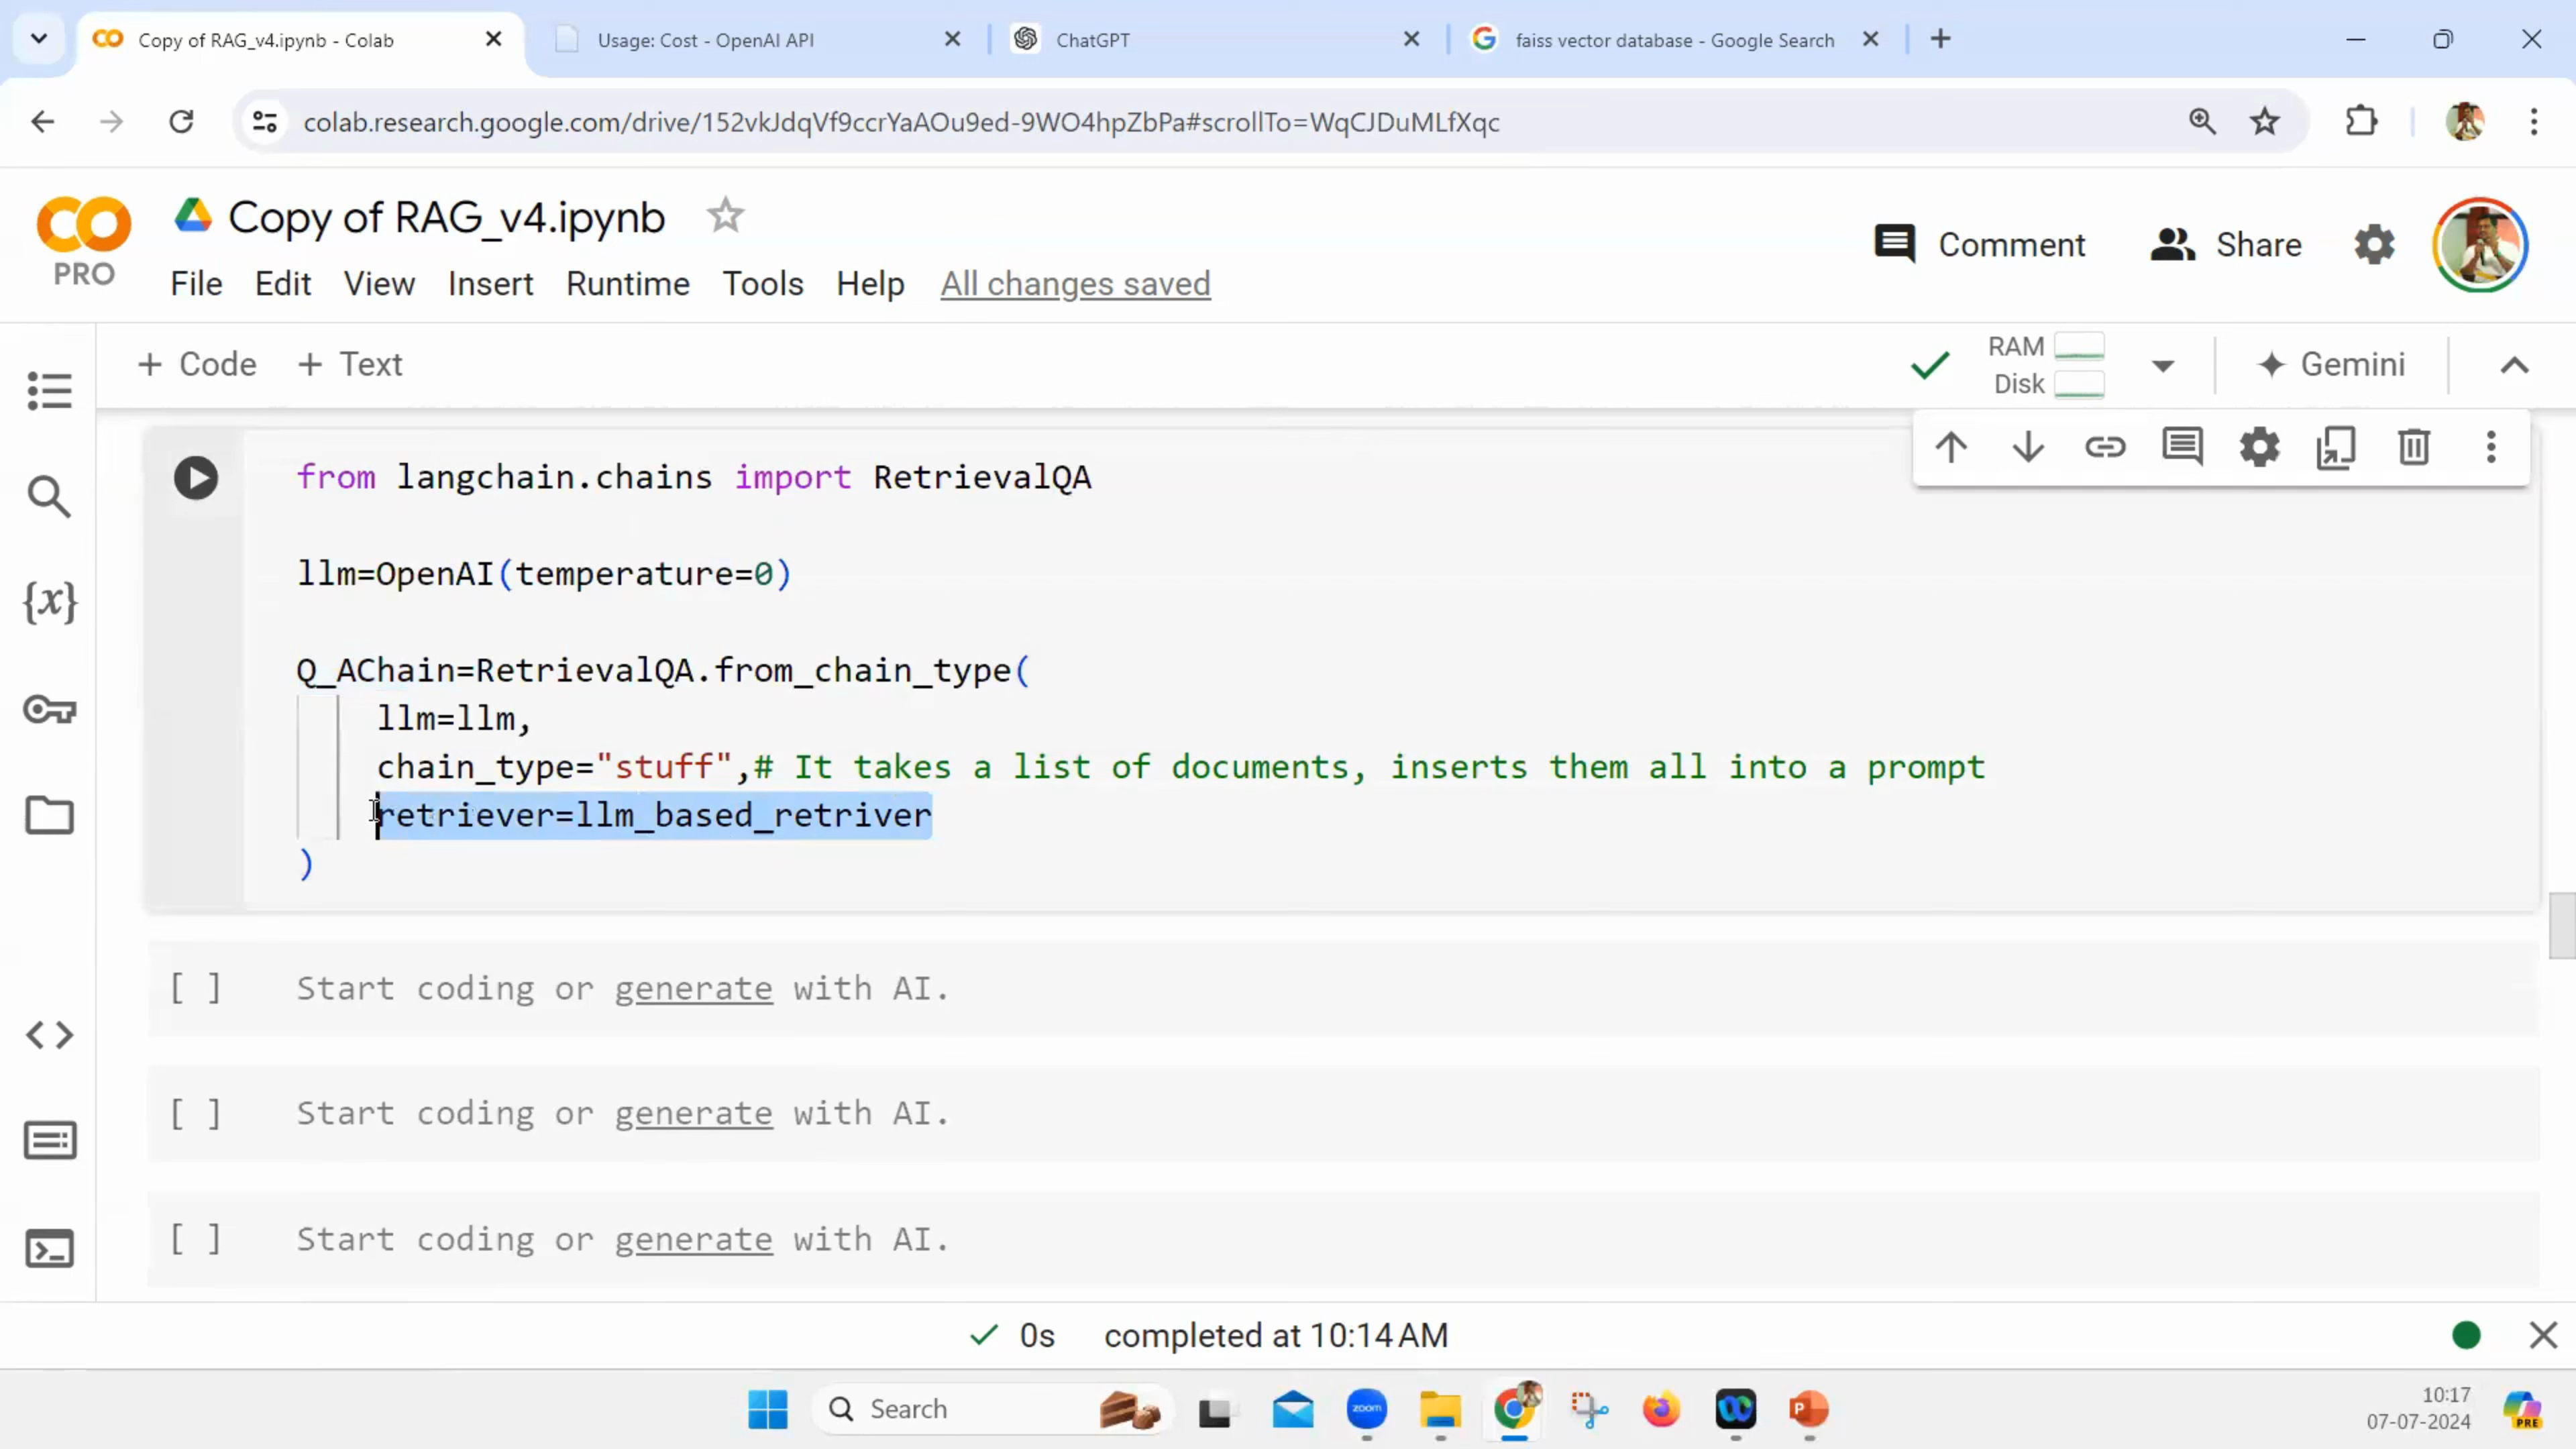 Copy of RAG_v4.ipynb - Colab
Usage: Cost - OpenAI API
ChatGPT
faiss vector database - Google Search
colab.research.google.com/drive/152vkJdqVf9ccrYaAOu9ed-9WO4hpZbPa#scrollTo=WqCJDuMLfXqc
PRO
Copy of RAG_v4.ipynb
Comment
Share
File Edit View Insert Runtime Tools Help All changes saved
+ Code + Text
RAM
Disk
Gemini
from langchain.chains import RetrievalQA
llm=OpenAI(temperature=0)
Q_AChain=RetrievalQA.from_chain_type(
llm=llm,
chain_type="stuff",# It takes a list of documents, inserts them all into a prompt
retriever=llm_based_retriver
)
{x}
[ ] Start coding or generate with AI.
[ ] Start coding or generate with AI.
[ ] Start coding or generate with AI.
0s completed at 10:14 AM
Search
zoom
10:17
07-07-2024
PRE